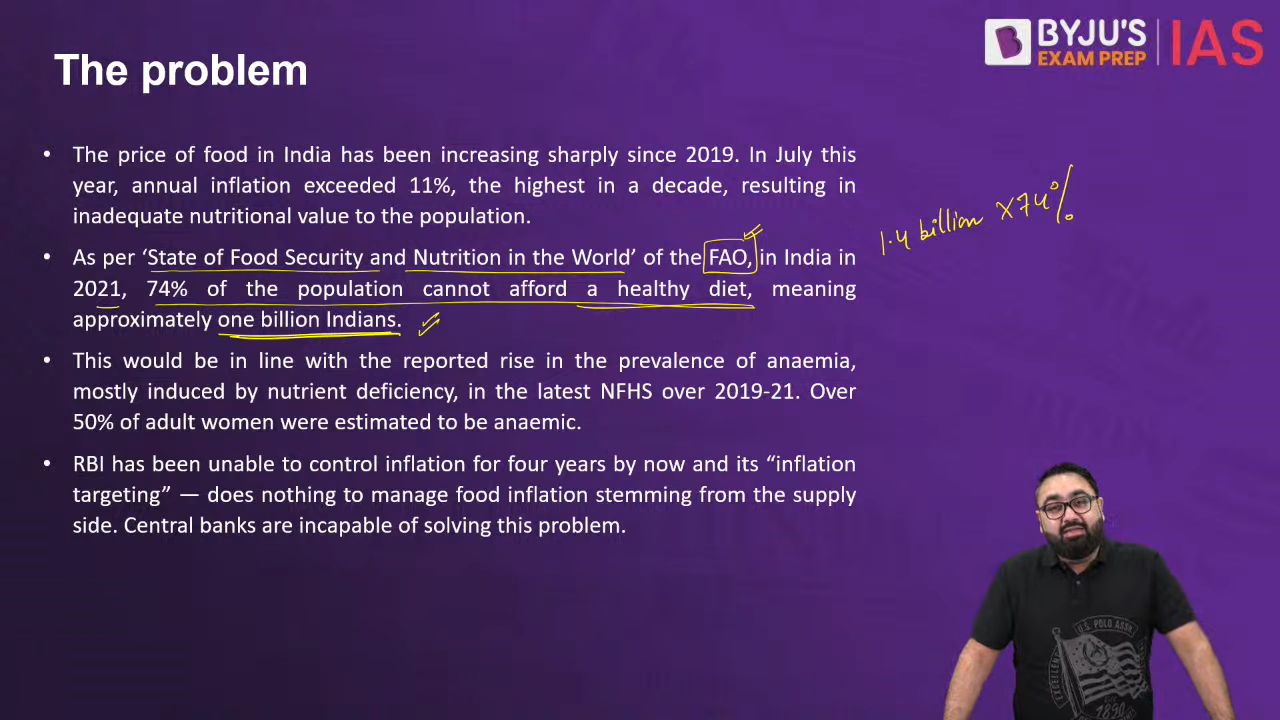 The problem
BYJU'S
EXAM PREP
IAS
• The price of food in India has been increasing sharply since 2019. In July this
year, annual inflation exceeded 11%, the highest in a decade, resulting in
inadequate nutritional value to the population.
• As per ‘State of Food Security and Nutrition in the World’ of the FAO, in India in
2021, 74% of the population cannot afford a healthy diet, meaning
approximately one billion Indians.
1.4 billion X 74%
• This would be in line with the reported rise in the prevalence of anaemia,
mostly induced by nutrient deficiency, in the latest NFHS over 2019-21. Over
50% of adult women were estimated to be anaemic.
• RBI has been unable to control inflation for four years by now and its “inflation
targeting” — does nothing to manage food inflation stemming from the supply
side. Central banks are incapable of solving this problem.
U.S. POLO ASSN
1890